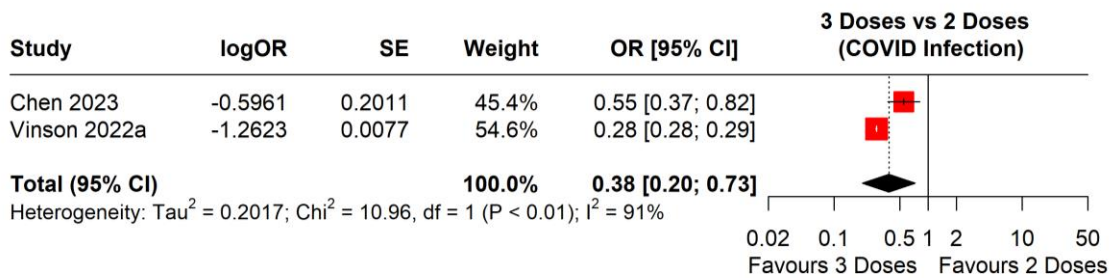 3 Doses vs 2 Doses
Study logOR SE Weight OR [95% CI] (COVID Infection)
Chen 2023 -0.5961 0.2011 45.4% 0.55 [0.37; 0.82]
Vinson 2022a -1.2623 0.0077 54.6% 0.28 [0.28; 0.29]
Total (95% CI) 100.0% 0.38 [0.20; 0.73]
Heterogeneity: Tau² = 0.2017; Chi² = 10.96, df = 1 (P < 0.01); I² = 91%
0.02 0.1 0.5 1 2 10 50
Favours 3 Doses Favours 2 Doses